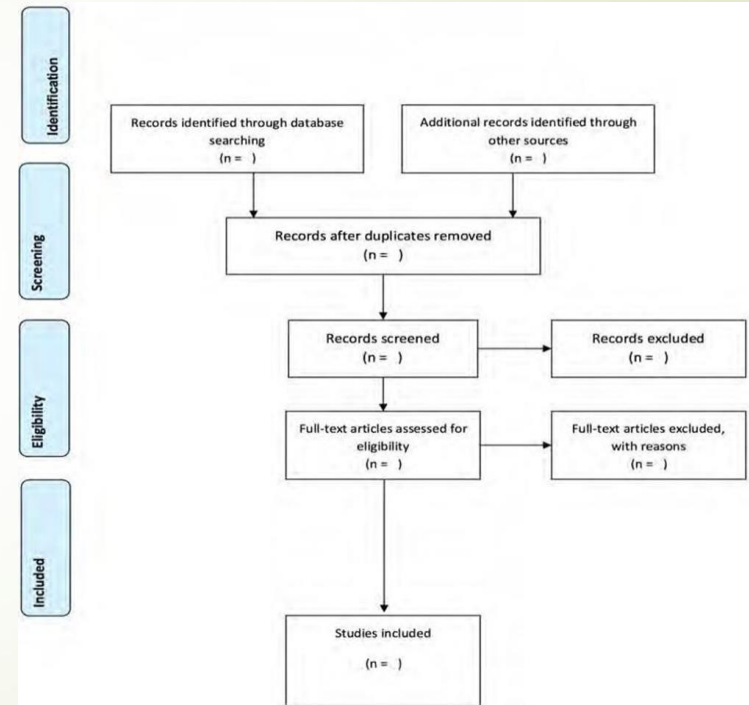 Identification
Records identified through database
searching
(n = )
Additional records identified through
other sources
(n = )
Screening
Records after duplicates removed
(n = )
Records screened
(n = )
Records excluded
(n = )
Eligibility
Full-text articles assessed for
eligibility
(n = )
Full-text articles excluded,
with reasons
(n = )
Included
Studies included
(n = )